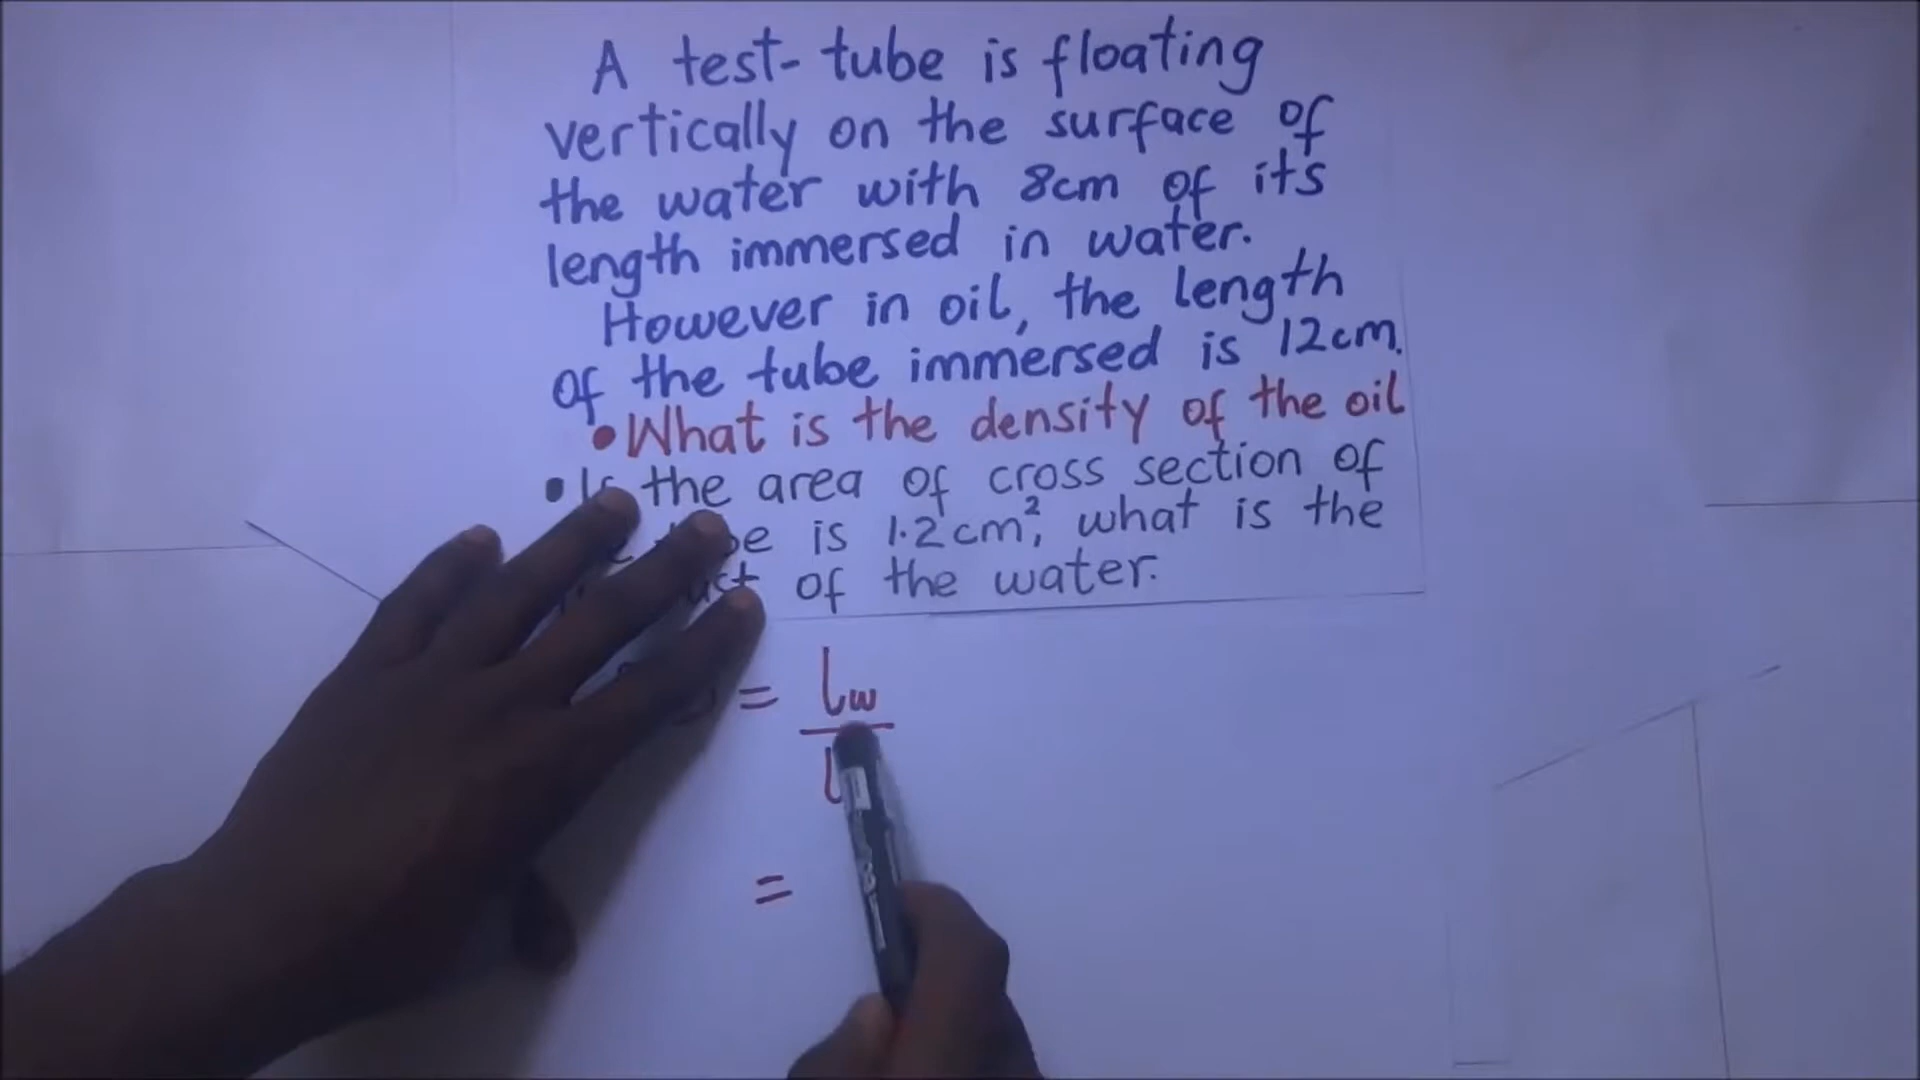 A test-tube is floating
vertically on the surface of
the water with 8cm of its
length immersed in water.
However in oil, the length
of the tube immersed is 12cm.
• What is the density of the oil
• the area of cross section of
is 1.2cm², what is the
of the water.
= lw
l
=